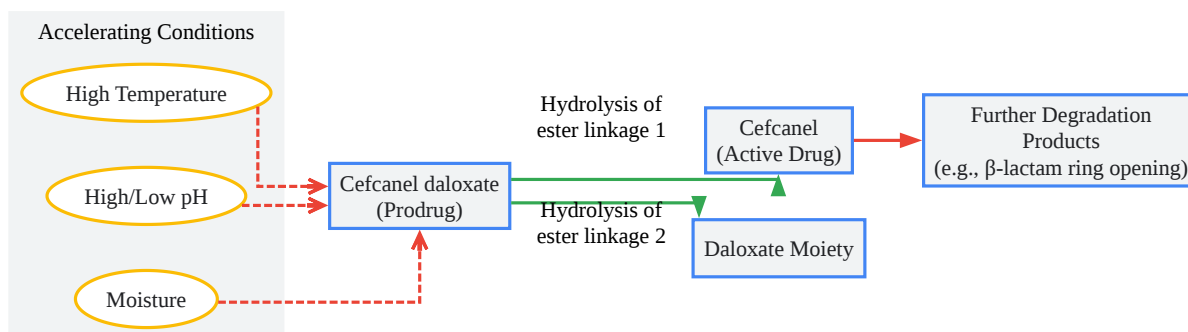 Accelerating Conditions
High Temperature
High/Low pH
Moisture
Cefcanel daloxate
(Prodrug)
Hydrolysis of
ester linkage 1
Hydrolysis of
ester linkage 2
Cefcanel
(Active Drug)
Daloxate Moiety
Further Degradation
Products
(e.g., β-lactam ring opening)